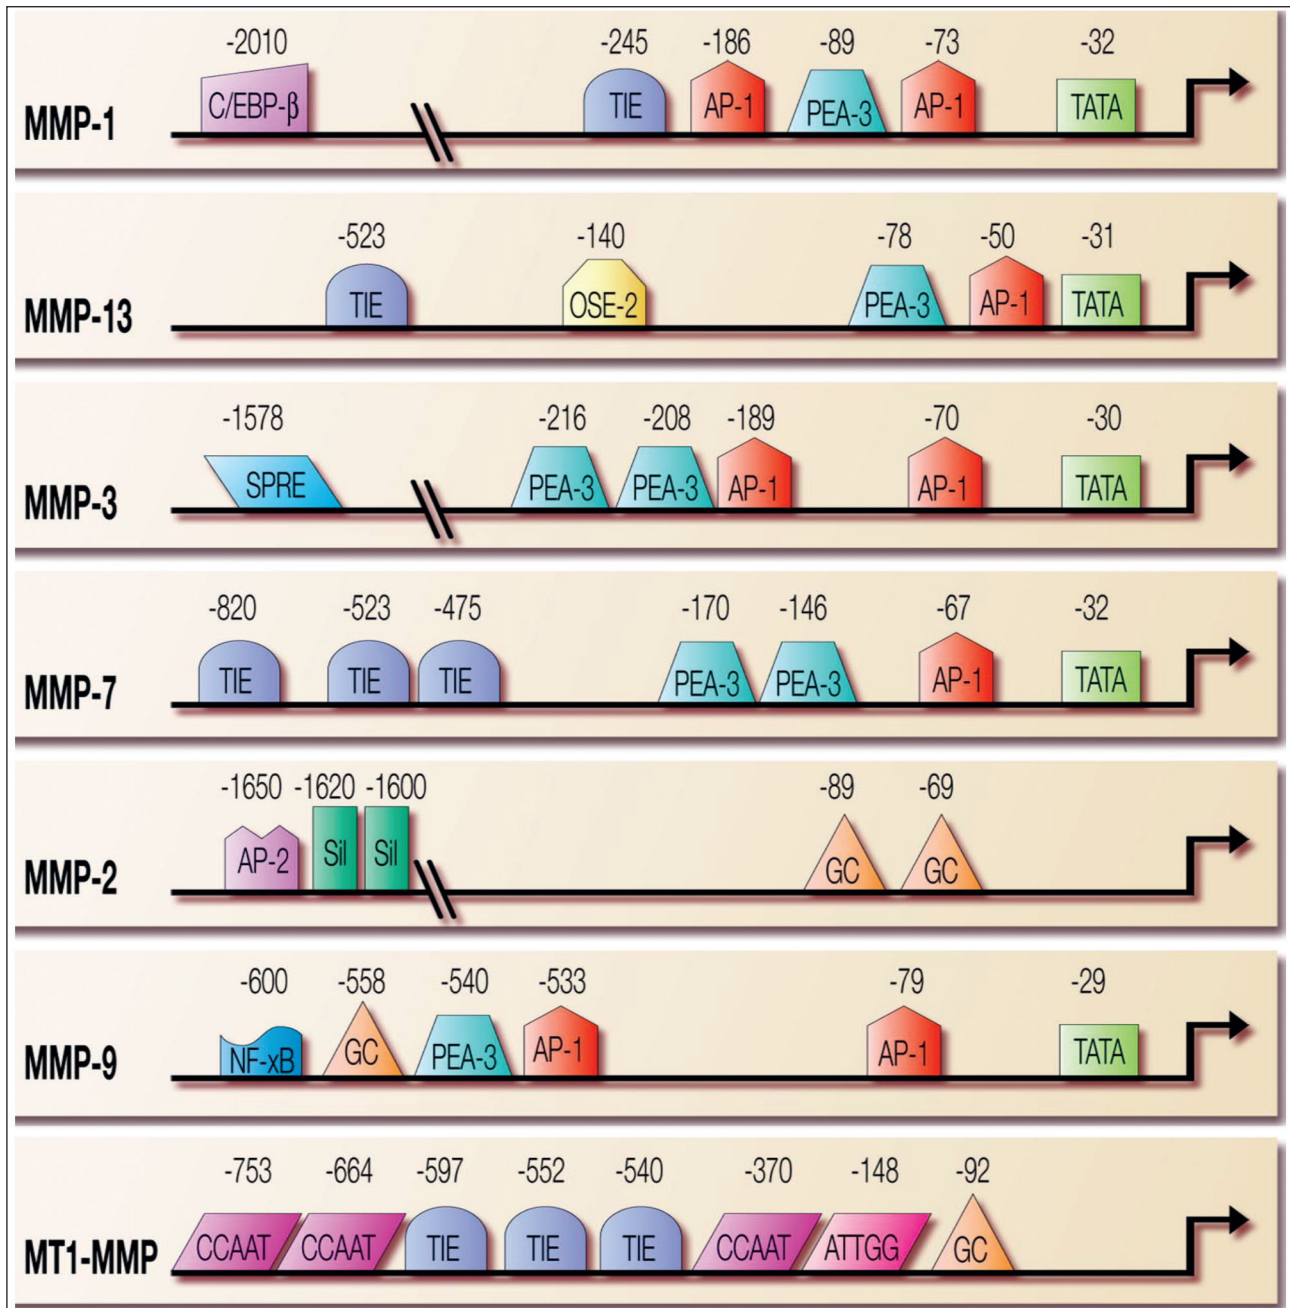 -2010 -245 -186 -89 -73 -32
MMP-1 C/EBP-β TIE AP-1 PEA-3 AP-1 TATA
-523 -140 -78 -50 -31
MMP-13 TIE OSE-2 PEA-3 AP-1 TATA
-1578 -216 -208 -189 -70 -30
MMP-3 SPRE PEA-3 PEA-3 AP-1 AP-1 TATA
-820 -523 -475 -170 -146 -67 -32
MMP-7 TIE TIE TIE PEA-3 PEA-3 AP-1 TATA
-1650 -1620 -1600 -89 -69
MMP-2 AP-2 Sil Sil GC GC
-600 -558 -540 -533 -79 -29
MMP-9 NF-xB GC PEA-3 AP-1 AP-1 TATA
-753 -664 -597 -552 -540 -370 -148 -92
MT1-MMP CCAAT CCAAT TIE TIE TIE CCAAT ATTGG GC